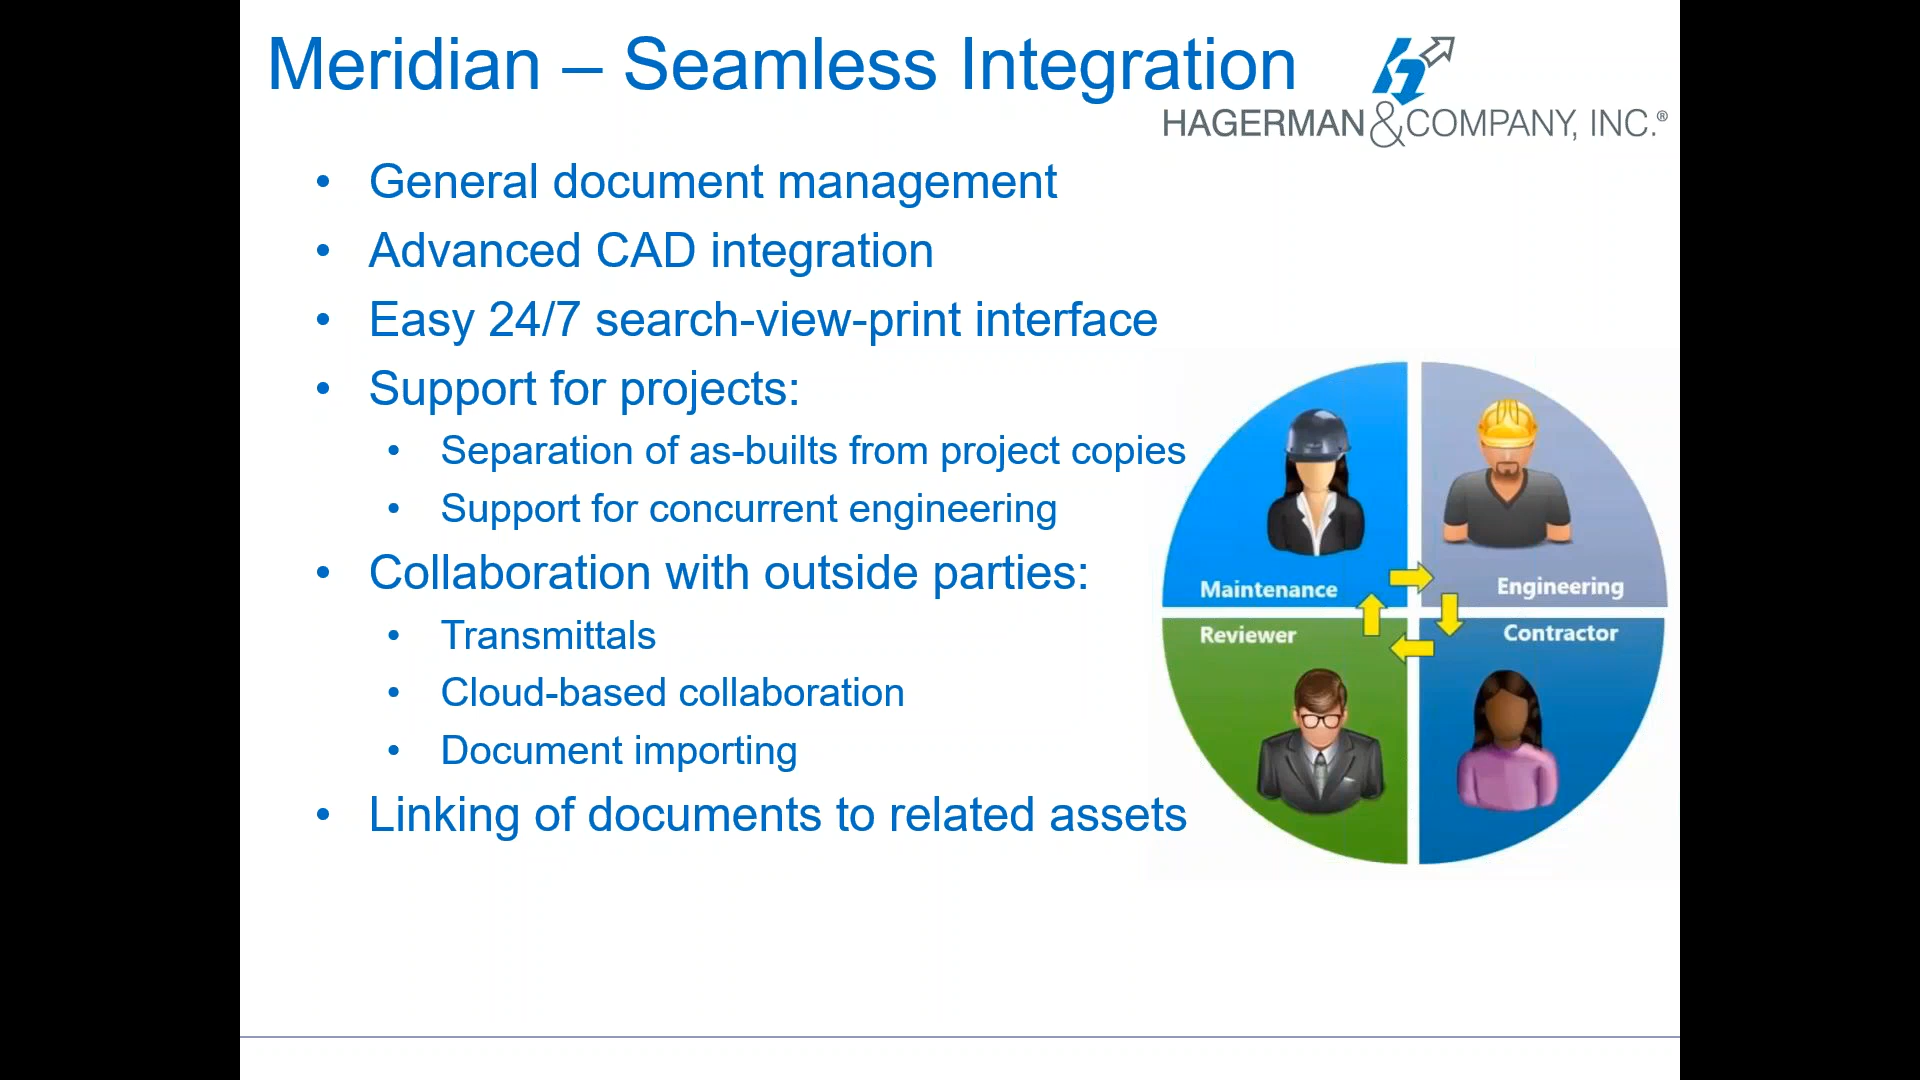 Meridian – Seamless Integration
HAGERMAN & COMPANY, INC.®
• General document management
• Advanced CAD integration
• Easy 24/7 search-view-print interface
• Support for projects:
• Separation of as-builts from project copies
• Support for concurrent engineering
• Collaboration with outside parties:
• Transmittals
• Cloud-based collaboration
• Document importing
• Linking of documents to related assets
Maintenance
Engineering
Reviewer
Contractor